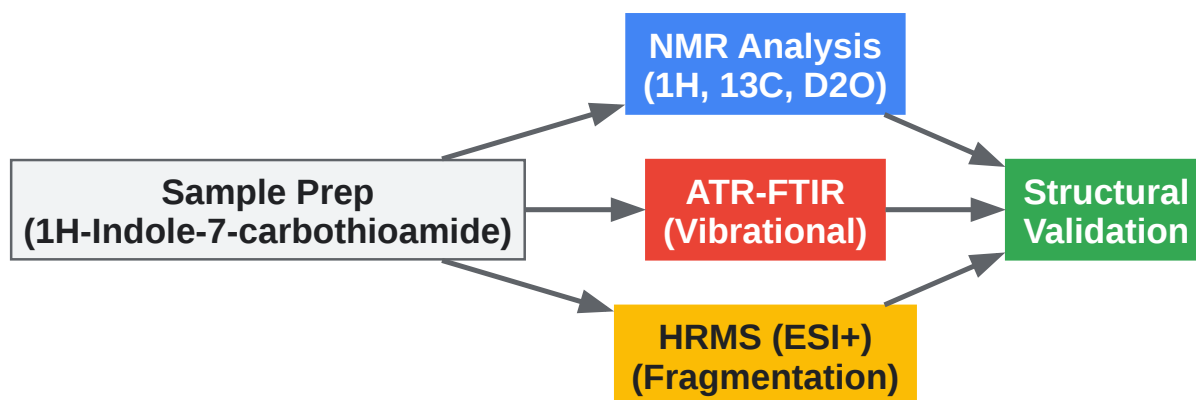 NMR Analysis
(1H, 13C, D2O)
Sample Prep
(1H-Indole-7-carbothioamide)
ATR-FTIR
(Vibrational)
Structural
Validation
HRMS (ESI+)
(Fragmentation)